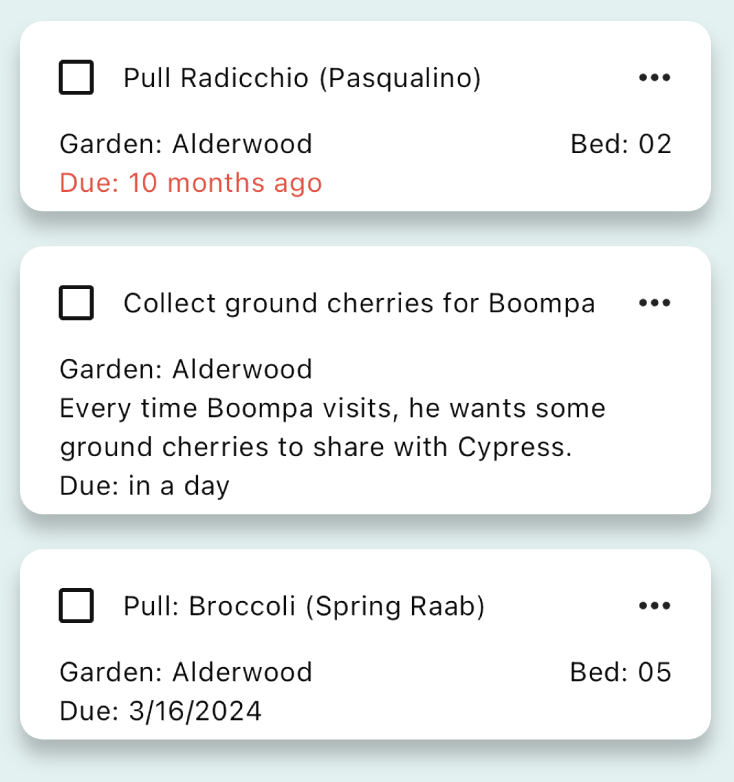 Pull Radicchio (Pasqualino)
Garden: Alderwood Bed: 02
Due: 10 months ago
Collect ground cherries for Boompa
Garden: Alderwood
Every time Boompa visits, he wants some
ground cherries to share with Cypress.
Due: in a day
Pull: Broccoli (Spring Raab)
Garden: Alderwood Bed: 05
Due: 3/16/2024